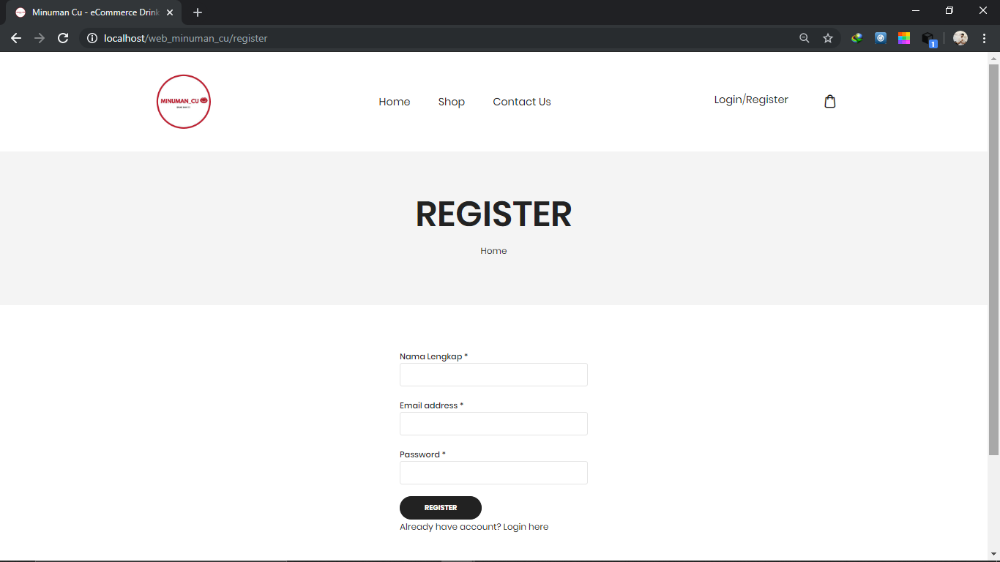 Minuman Cu - eCommerce Drink
localhost/web_minuman_cu/register
1
MINUMAN_CU
Home Shop Contact Us Login/Register
REGISTER
Home
Nama Lengkap *
Email address *
Password *
REGISTER
Already have account? Login here